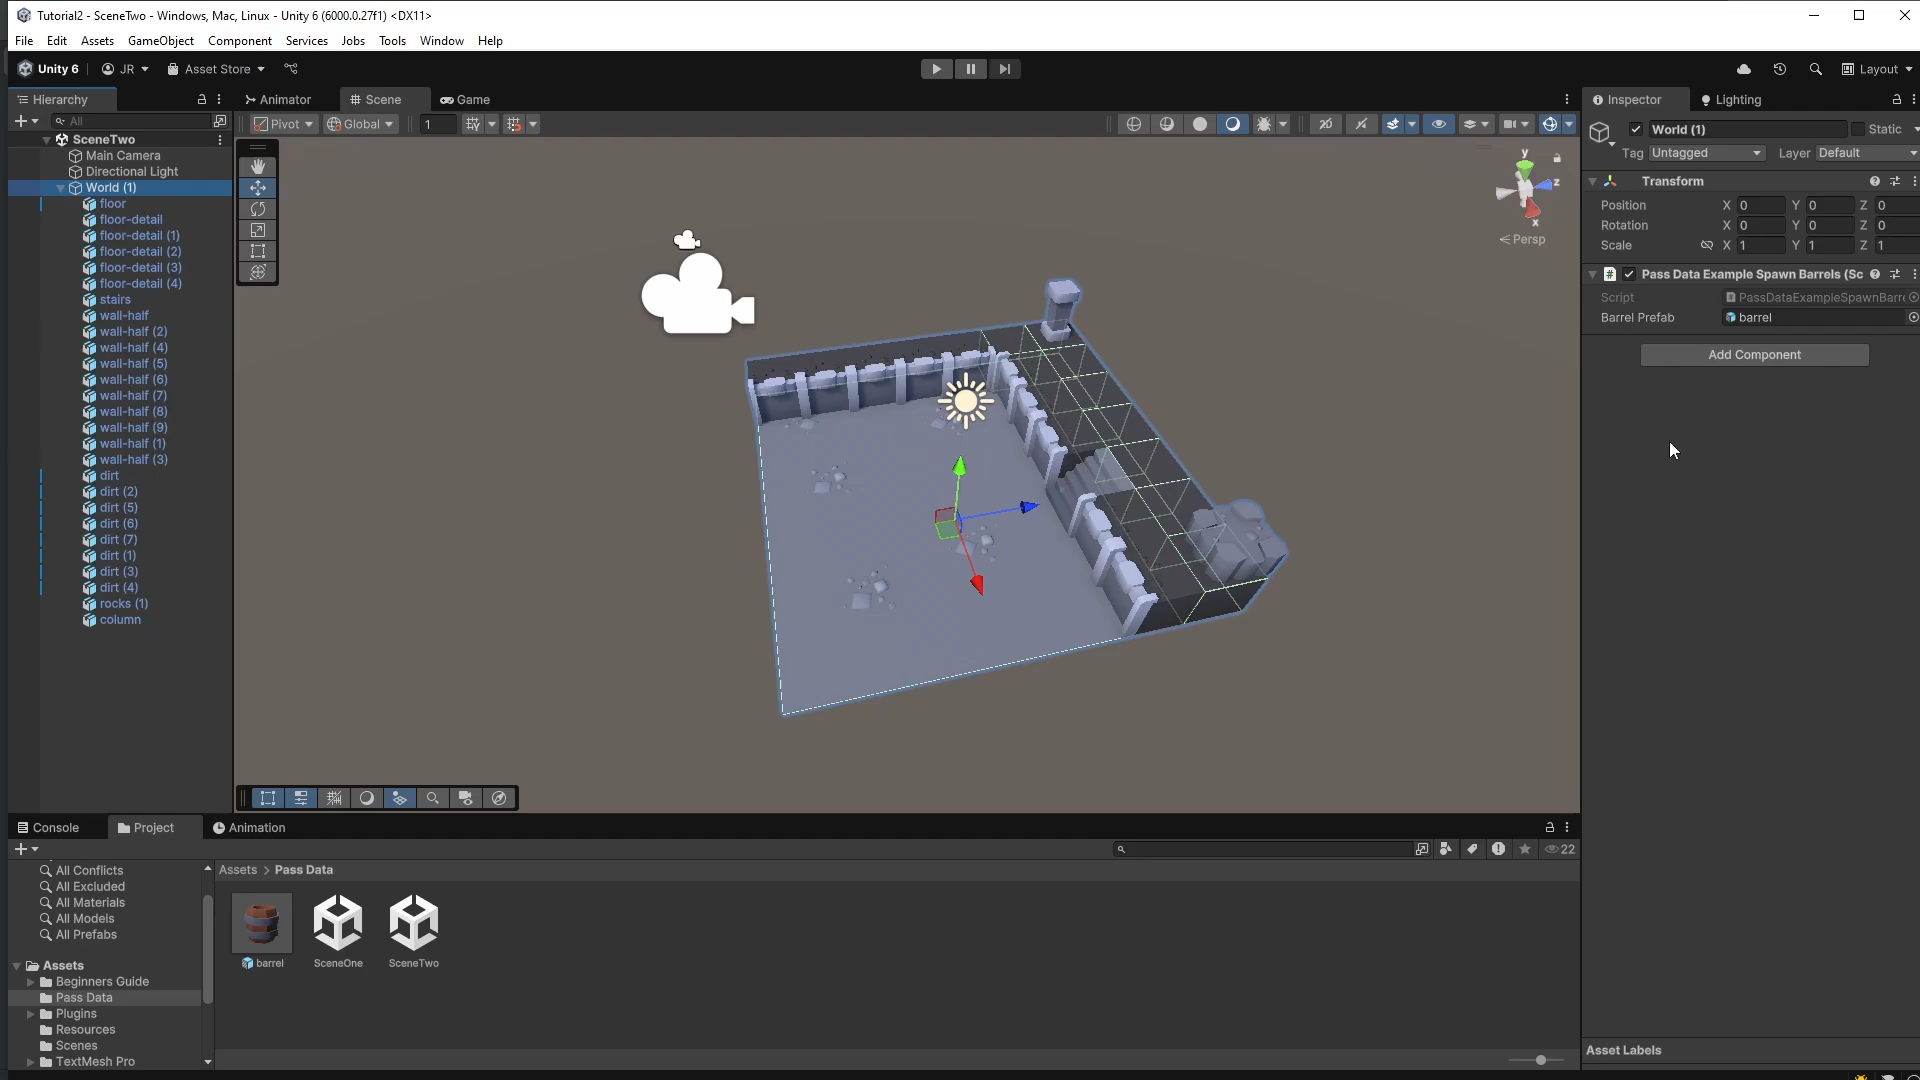 Tutorial2 - SceneTwo - Windows, Mac, Linux - Unity 6 (6000.0.27f1) <DX11>
File Edit Assets GameObject Component Services Jobs Tools Window Help
Unity 6 JR Asset Store Layout
Hierarchy Animator Scene Game Inspector Lighting
All Pivot Global 1
SceneTwo
Main Camera
Directional Light
World (1)
floor
floor-detail
floor-detail (1)
floor-detail (2)
floor-detail (3)
floor-detail (4)
stairs
wall-half
wall-half (2)
wall-half (4)
wall-half (5)
wall-half (6)
wall-half (7)
wall-half (8)
wall-half (9)
wall-half (1)
wall-half (3)
dirt
dirt (2)
dirt (5)
dirt (6)
dirt (7)
dirt (1)
dirt (3)
dirt (4)
rocks (1)
column
y
z
x
Persp
World (1) Static
Tag Untagged Layer Default
Transform
Position X 0 Y 0 Z 0
Rotation X 0 Y 0 Z 0
Scale X 1 Y 1 Z 1
# Pass Data Example Spawn Barrels (Sc
Script PassDataExampleSpawnBarre
Barrel Prefab barrel
Add Component
Console Project Animation
22
All Conflicts
All Excluded
All Materials
All Models
All Prefabs
Assets
Beginners Guide
Pass Data
Plugins
Resources
Scenes
TextMesh Pro
Assets > Pass Data
barrel SceneOne SceneTwo
Asset Labels